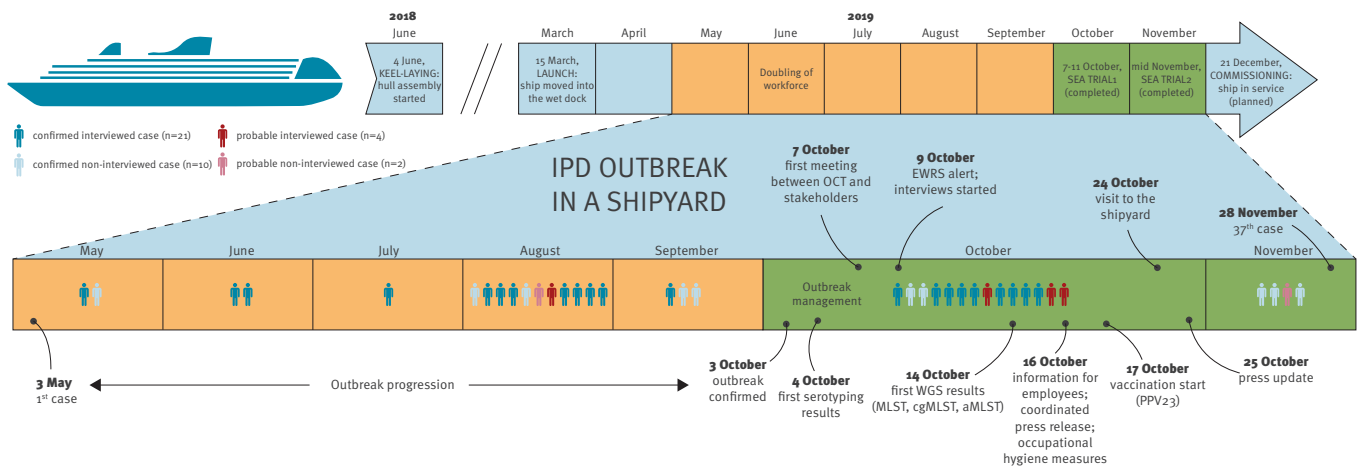 2018
June
4 June,
KEEL-LAYING:
hull assembly
started
2019
March
April
May
June
July
August
September
October
November
15 March,
LAUNCH:
ship moved into
the wet dock
Doubling of
workforce
7-11 October,
SEA TRIAL1
(completed)
mid November,
SEA TRIAL2
(completed)
21 December,
COMMISSIONING:
ship in service
(planned)
confirmed interviewed case (n=21)
probable interviewed case (n=4)
confirmed non-interviewed case (n=10)
probable non-interviewed case (n=2)
IPD OUTBREAK
IN A SHIPYARD
7 October
first meeting
between OCT and
stakeholders
9 October
EWRS alert;
interviews started
24 October
visit to the
shipyard
28 November
37th case
May
June
July
August
September
October
November
Outbreak
management
3 May
1st case
Outbreak progression
3 October
outbreak
confirmed
4 October
first serotyping
results
14 October
first WGS results
(MLST, cgMLST, aMLST)
16 October
information for
employees;
coordinated
press release;
occupational
hygiene measures
17 October
vaccination start
(PPV23)
25 October
press update